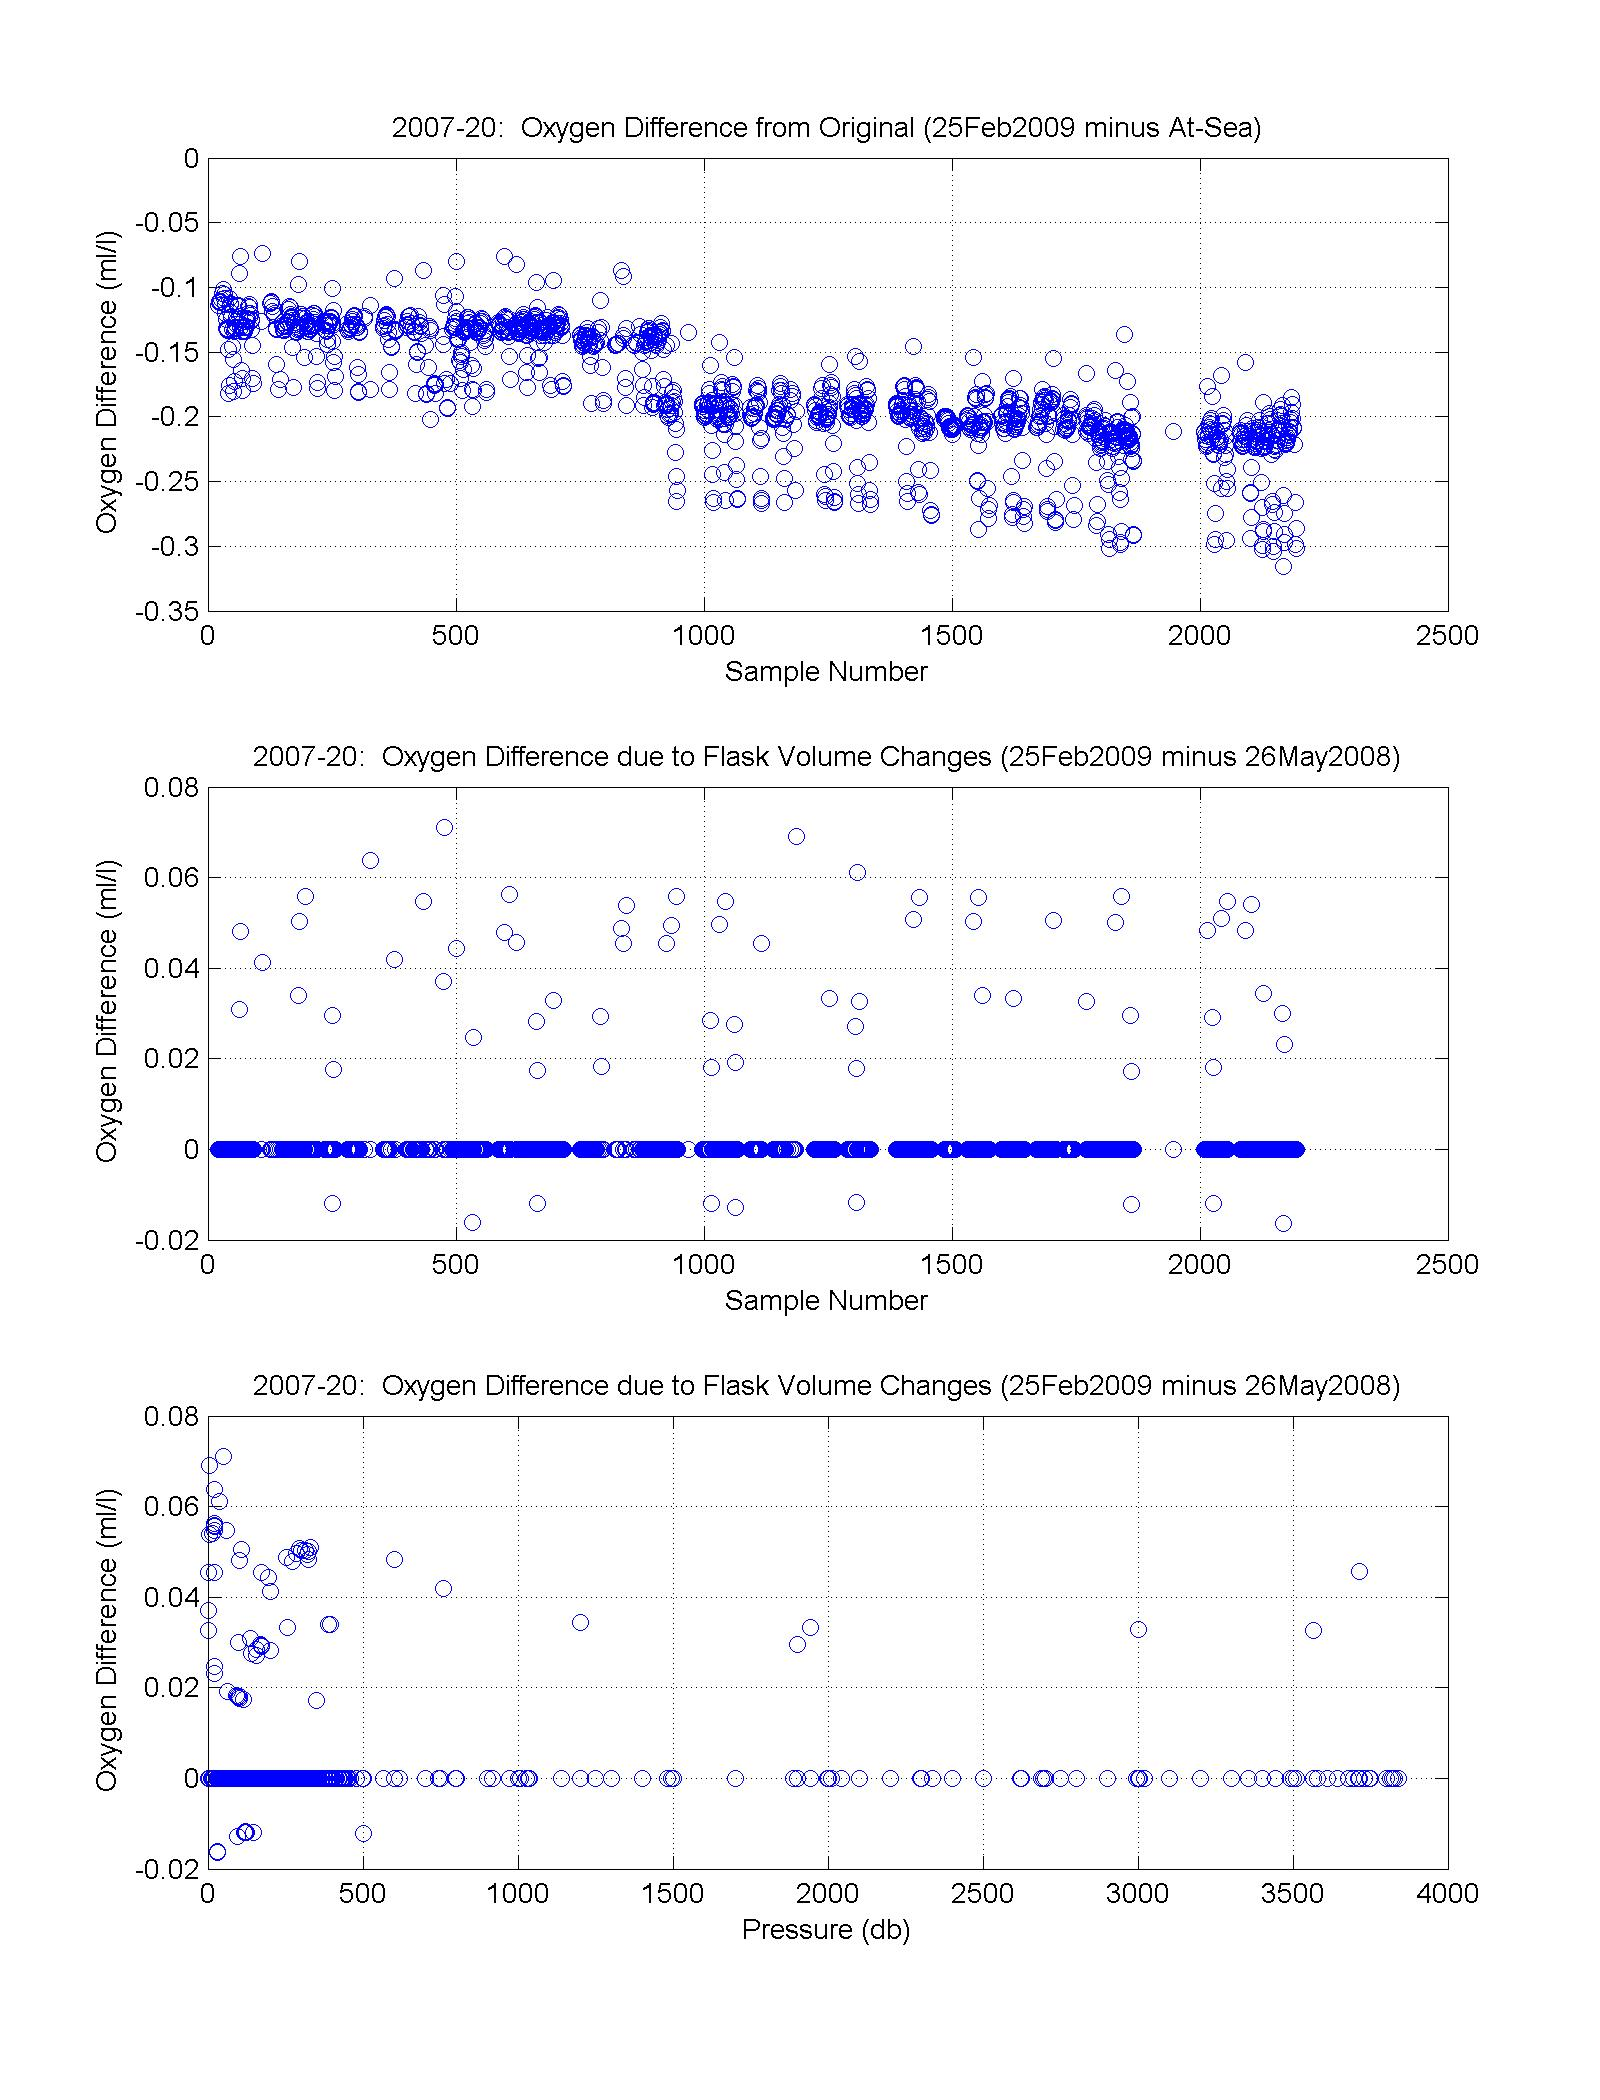 2007-20:  Oxygen Difference from Original (25Feb2009 minus At-Sea)
Oxygen Difference (ml/l)
0
-0.05
-0.1
-0.15
-0.2
-0.25
-0.3
-0.35
0 500 1000 1500 2000 2500
Sample Number
2007-20:  Oxygen Difference due to Flask Volume Changes (25Feb2009 minus 26May2008)
Oxygen Difference (ml/l)
0.08
0.06
0.04
0.02
0
-0.02
0 500 1000 1500 2000 2500
Sample Number
2007-20:  Oxygen Difference due to Flask Volume Changes (25Feb2009 minus 26May2008)
Oxygen Difference (ml/l)
0.08
0.06
0.04
0.02
0
-0.02
0 500 1000 1500 2000 2500 3000 3500 4000
Pressure (db)